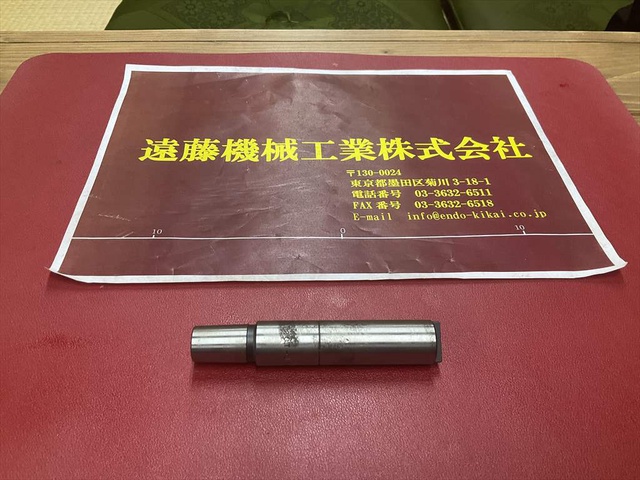 遠藤機械工業株式会社
〒130-0024
東京都墨田区菊川 3-18-1
電話番号 03-3632-6511
FAX 番号 03-3632-6518
E-mail info@endo-kikai.co.jp
10 0 10